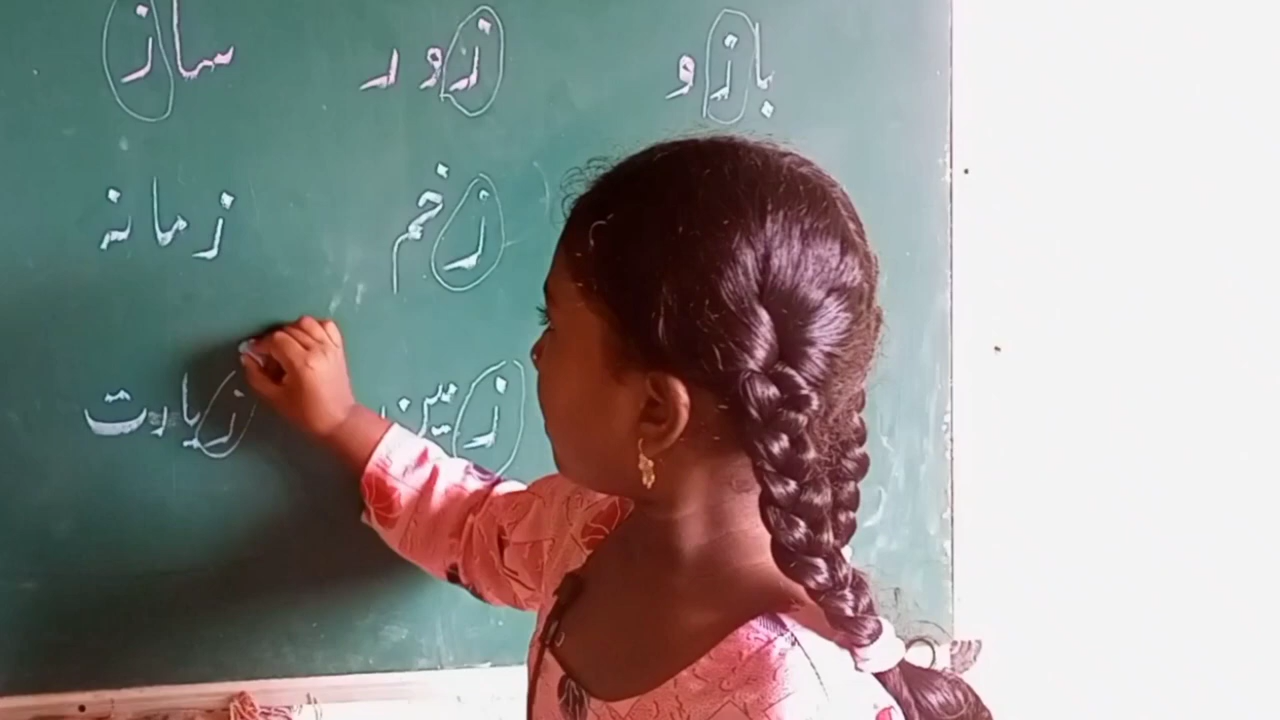 بازو زور ساز
زخم زمانہ
زمین زیارت